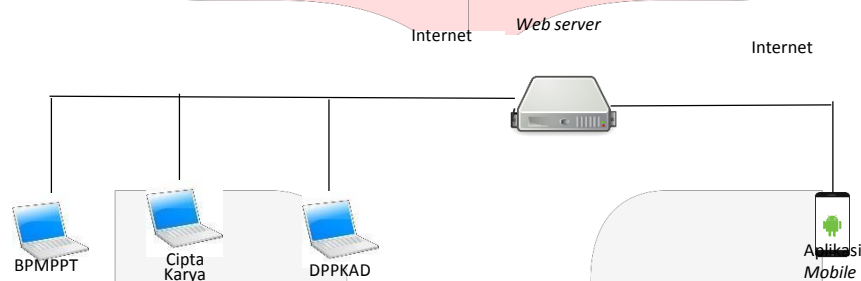 Web server
Internet
Internet
BPMPPT
Cipta
Karya
DPPKAD
Aplikasi
Mobile